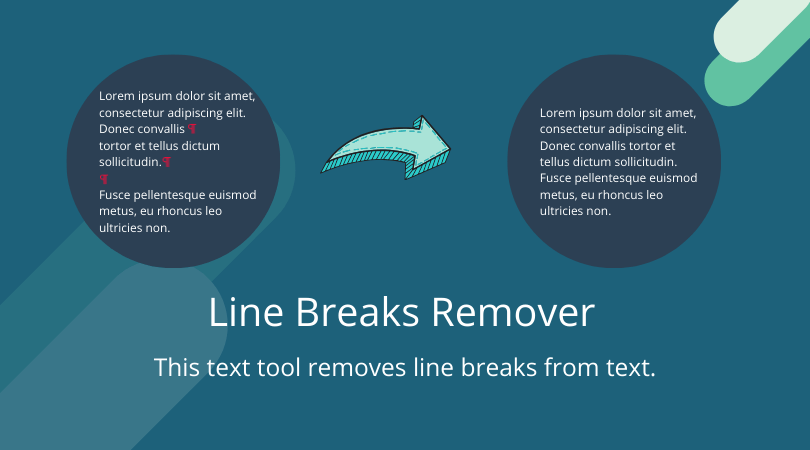 Lorem ipsum dolor sit amet,
consectetur adipiscing elit.
Donec convallis ¶
tortor et tellus dictum
sollicitudin.¶
¶
Fusce pellentesque euismod
metus, eu rhoncus leo
ultricies non.
Lorem ipsum dolor sit amet,
consectetur adipiscing elit.
Donec convallis tortor et
tellus dictum sollicitudin.
Fusce pellentesque euismod
metus, eu rhoncus leo
ultricies non.
Line Breaks Remover
This text tool removes line breaks from text.